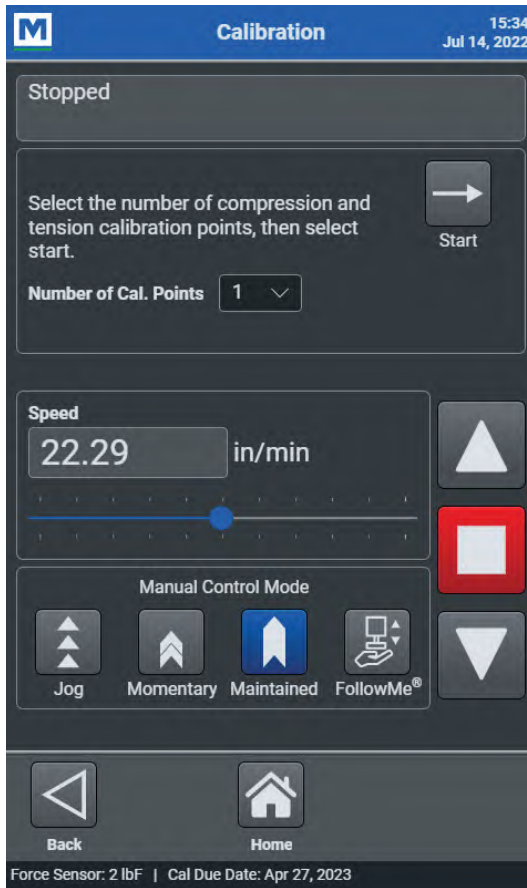 M
Calibration
15:34
Jul 14, 2022
Stopped
Select the number of compression and
tension calibration points, then select
start.
Start
Number of Cal. Points 1
Speed
22.29 in/min
Manual Control Mode
Jog Momentary Maintained FollowMe®
Back Home
Force Sensor: 2 lbF | Cal Due Date: Apr 27, 2023